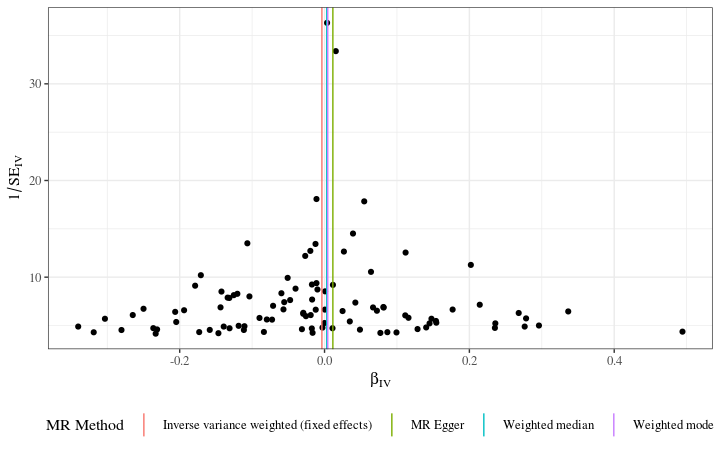 1/SE_IV
30
20
10
-0.2 0.0 0.2 0.4
β_IV
MR Method Inverse variance weighted (fixed effects) MR Egger Weighted median Weighted mode